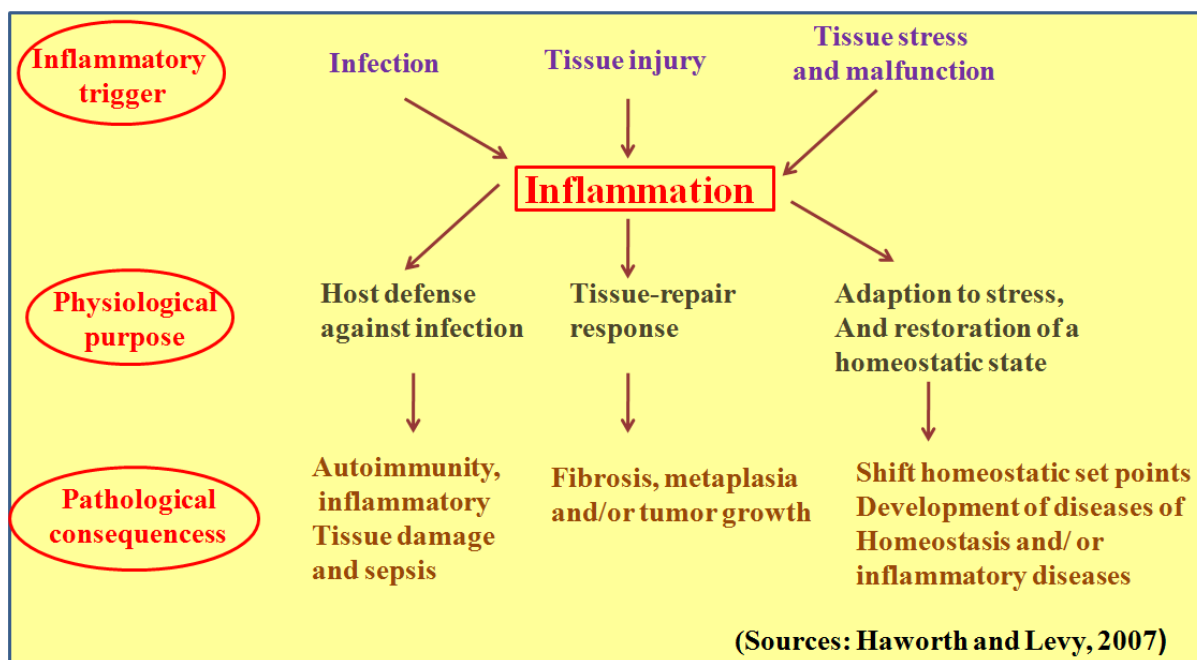 Inflammatory
trigger
Infection
Tissue injury
Tissue stress
and malfunction
Inflammation
Physiological
purpose
Host defense
against infection
Tissue-repair
response
Adaption to stress,
And restoration of a
homeostatic state
Pathological
consequencess
Autoimmunity,
inflammatory
Tissue damage
and sepsis
Fibrosis, metaplasia
and/or tumor growth
Shift homeostatic set points
Development of diseases of
Homeostasis and/ or
inflammatory diseases
(Sources: Haworth and Levy, 2007)